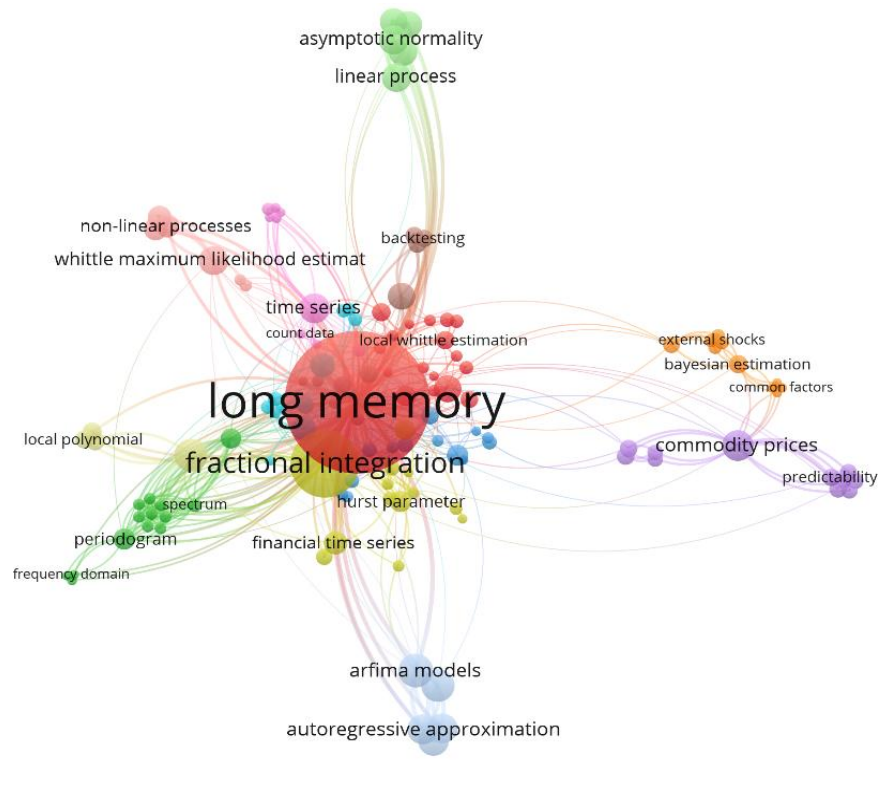 asymptotic normality
linear process
non-linear processes
backtesting
whittle maximum likelihood estimat
time series
count data
local whittle estimation
external shocks
bayesian estimation
common factors
long memory
local polynomial
commodity prices
fractional integration
predictability
spectrum
hurst parameter
periodogram
financial time series
frequency domain
arfima models
autoregressive approximation